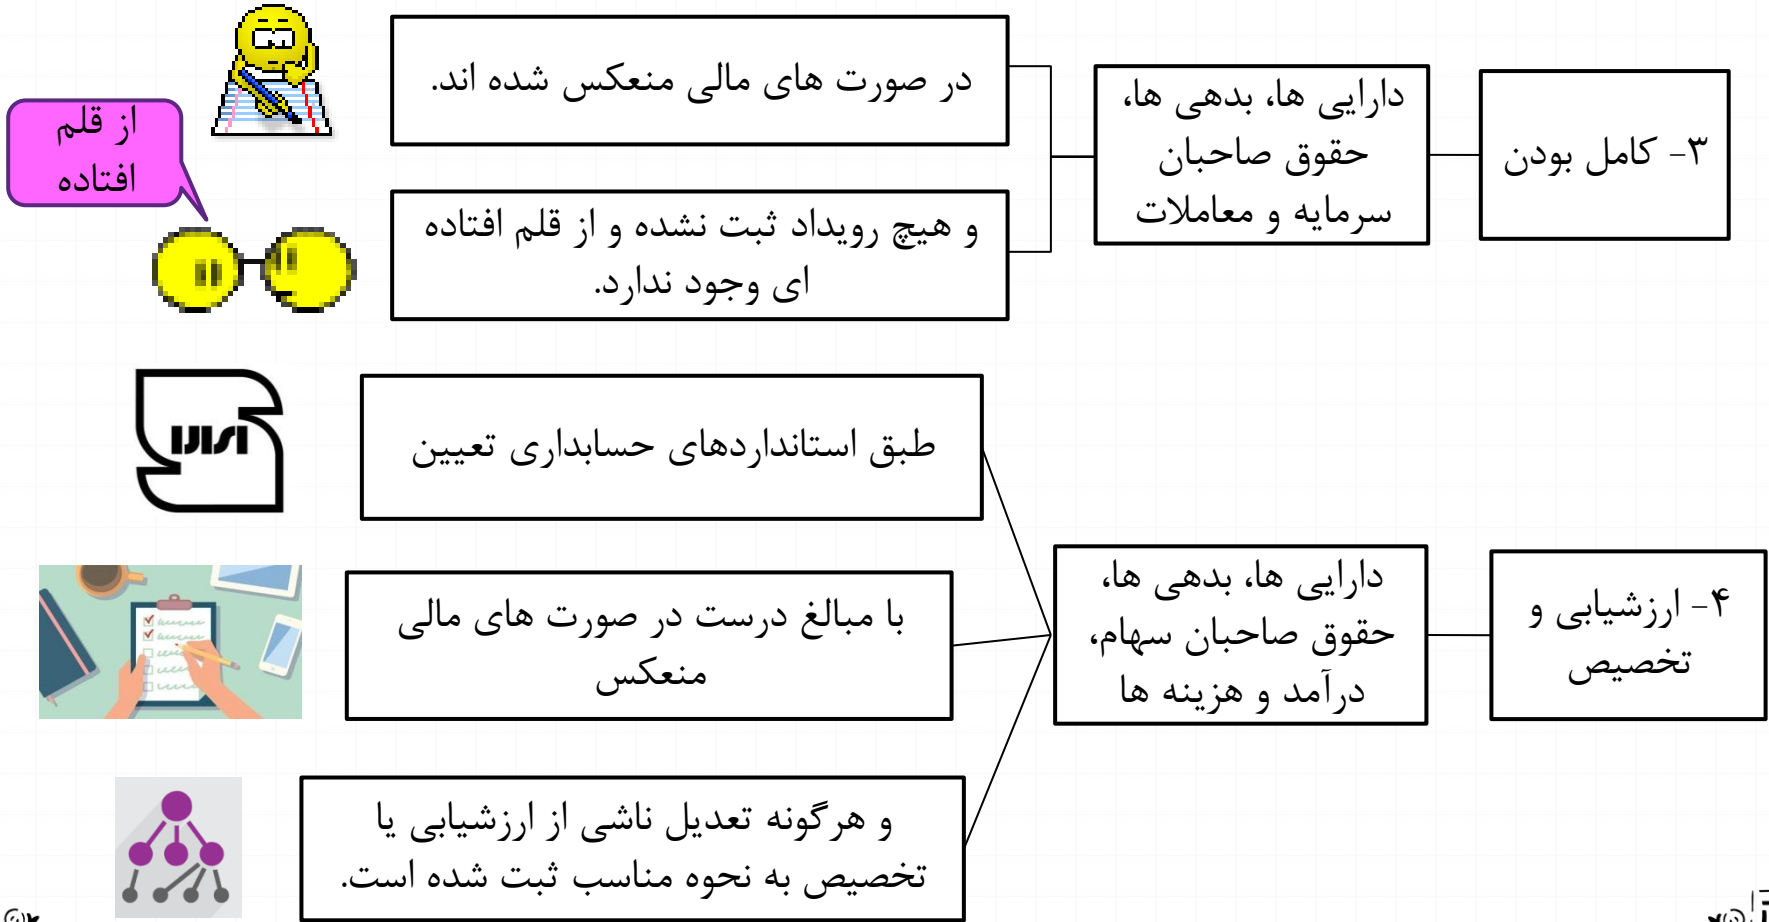 ۳- کامل بودن
دارایی ها، بدهی ها،
حقوق صاحبان
سرمایه و معاملات
در صورت های مالی منعکس شده اند.
و هیچ رویداد ثبت نشده و از قلم افتاده
ای وجود ندارد.
از قلم
افتاده
۴- ارزشیابی و
تخصیص
دارایی ها، بدهی ها،
حقوق صاحبان سهام،
درآمد و هزینه ها
طبق استانداردهای حسابداری تعیین
با مبالغ درست در صورت های مالی
منعکس
و هرگونه تعدیل ناشی از ارزشیابی یا
تخصیص به نحوه مناسب ثبت شده است.